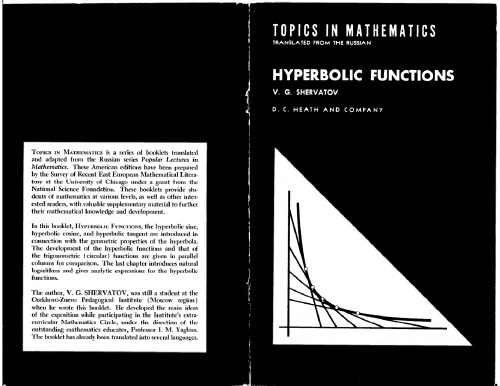 TOPICS IN MATHEMATICS is a series of booklets translated
and adapted from the Russian series Popular Lectures in
Mathematics. These American editions have been prepared
by the Survey of Recent East European Mathematical Litera-
ture at the University of Chicago under a grant from the
National Science Foundation. These booklets provide stu-
dents of mathematics at various levels, as well as other inter-
ested readers, with valuable supplementary material to further
their mathematical knowledge and development.
In this booklet, HYPERBOLIC FUNCTIONS, the hyperbolic sine,
hyperbolic cosine, and hyperbolic tangent are introduced in
connection with the geometric properties of the hyperbola.
The development of the hyperbolic functions and that of
the trigonometric (circular) functions are given in parallel
columns for comparison. The last chapter introduces natural
logarithms and gives analytic expressions for the hyperbolic
functions.
The author, V. G. SHERVATOV, was still a student at the
Orekhovo-Zuevo Pedagogical Institute (Moscow region)
when he wrote this booklet. He developed the main ideas
of the exposition while participating in the Institute's extra-
curricular Mathematics Circle, under the direction of the
outstanding mathematics educator, Professor I. M. Yaglom.
The booklet has already been translated into several languages.
TOPICS IN MATHEMATICS
TRANSLATED FROM THE RUSSIAN
HYPERBOLIC FUNCTIONS
V. G. SHERVATOV
D. C. HEATH AND COMPANY